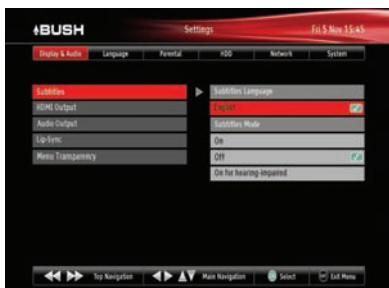 BUSH
Settings
Fri 5 Nov 15:45
Display & Audio
Language
Parental
HDD
Network
System
Subtitles
HDMI Output
Audio Output
Lip-Sync
Menu Transparency
Subtitles Language
English
Subtitles Mode
On
Off
On for hearing-impaired
Top Navigation
Main Navigation
Select
Exit Menu